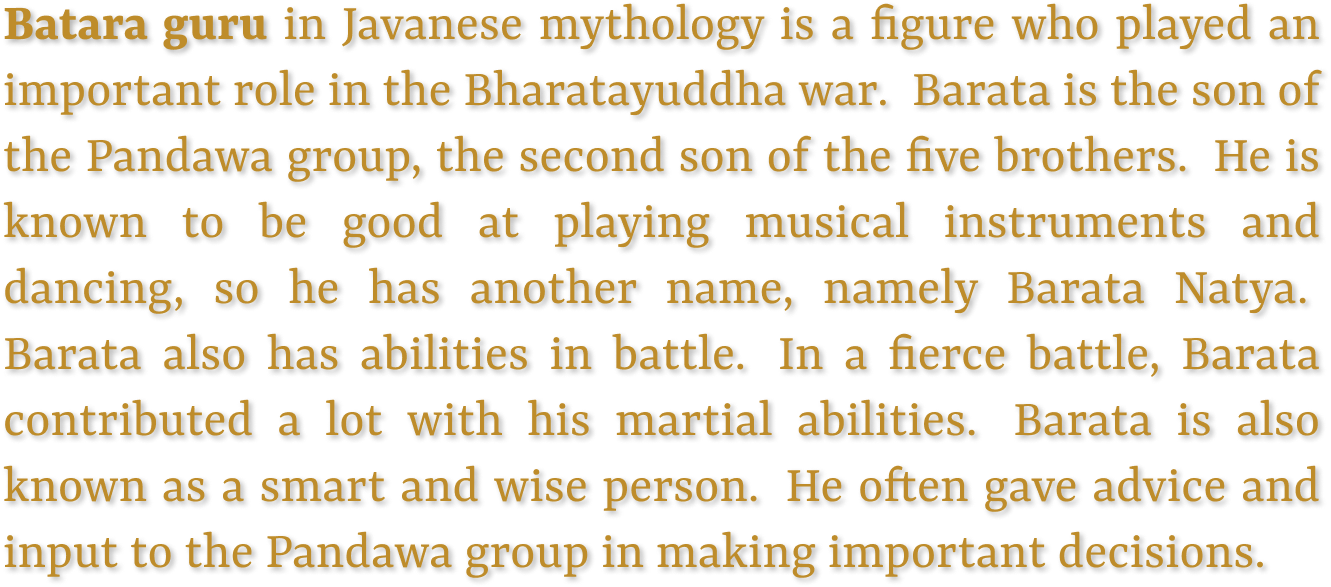 Batara guru in Javanese mythology is a figure who played an
important role in the Bharatayuddha war. Barata is the son of
the Pandawa group, the second son of the five brothers. He is
known to be good at playing musical instruments and
dancing, so he has another name, namely Barata Natya.
Barata also has abilities in battle. In a fierce battle, Barata
contributed a lot with his martial abilities. Barata is also
known as a smart and wise person. He often gave advice and
input to the Pandawa group in making important decisions.